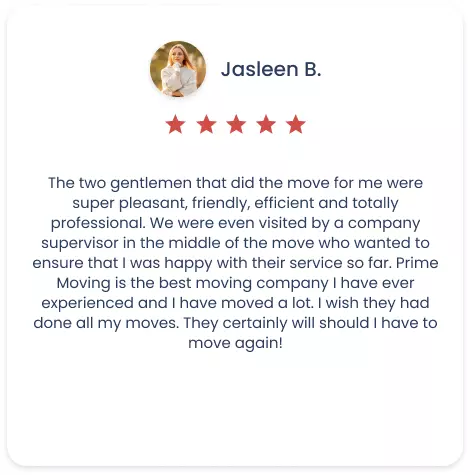 Jasleen B.
The two gentlemen that did the move for me were
super pleasant, friendly, efficient and totally
professional. We were even visited by a company
supervisor in the middle of the move who wanted to
ensure that I was happy with their service so far. Prime
Moving is the best moving company I have ever
experienced and I have moved a lot. I wish they had
done all my moves. They certainly will should I have to
move again!